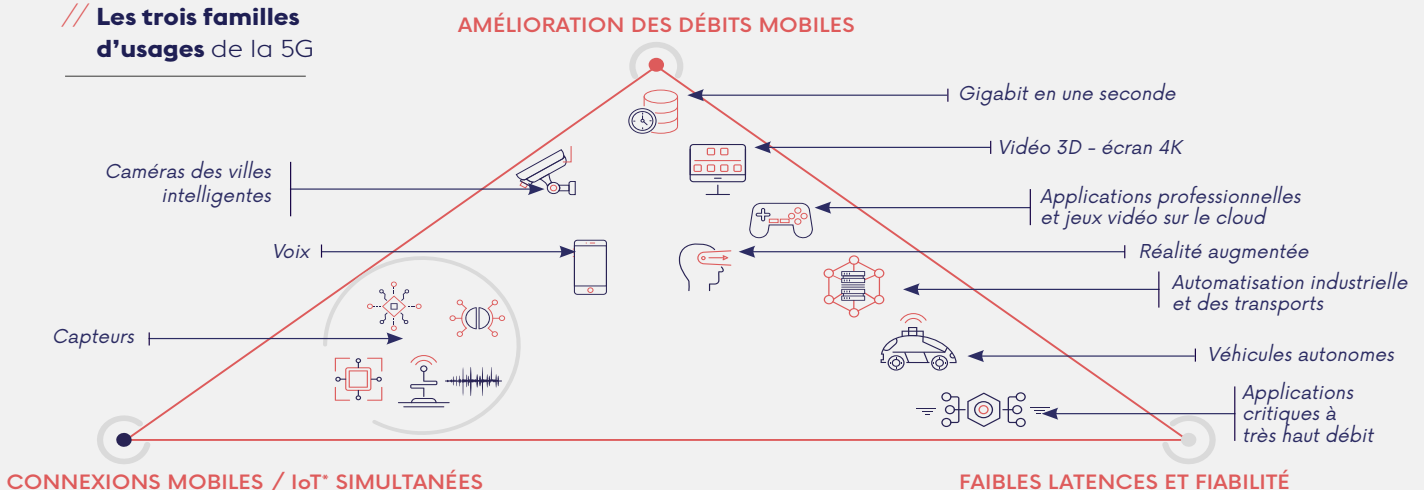 // Les trois familles
d’usages de la 5G
AMÉLIORATION DES DÉBITS MOBILES
Gigabit en une seconde
Vidéo 3D - écran 4K
Caméras des villes
intelligentes
Applications professionnelles
et jeux vidéo sur le cloud
Voix
Réalité augmentée
Automatisation industrielle
et des transports
Capteurs
Véhicules autonomes
Applications
critiques à
très haut débit
CONNEXIONS MOBILES / IoT* SIMULTANÉES
FAIBLES LATENCES ET FIABILITÉ